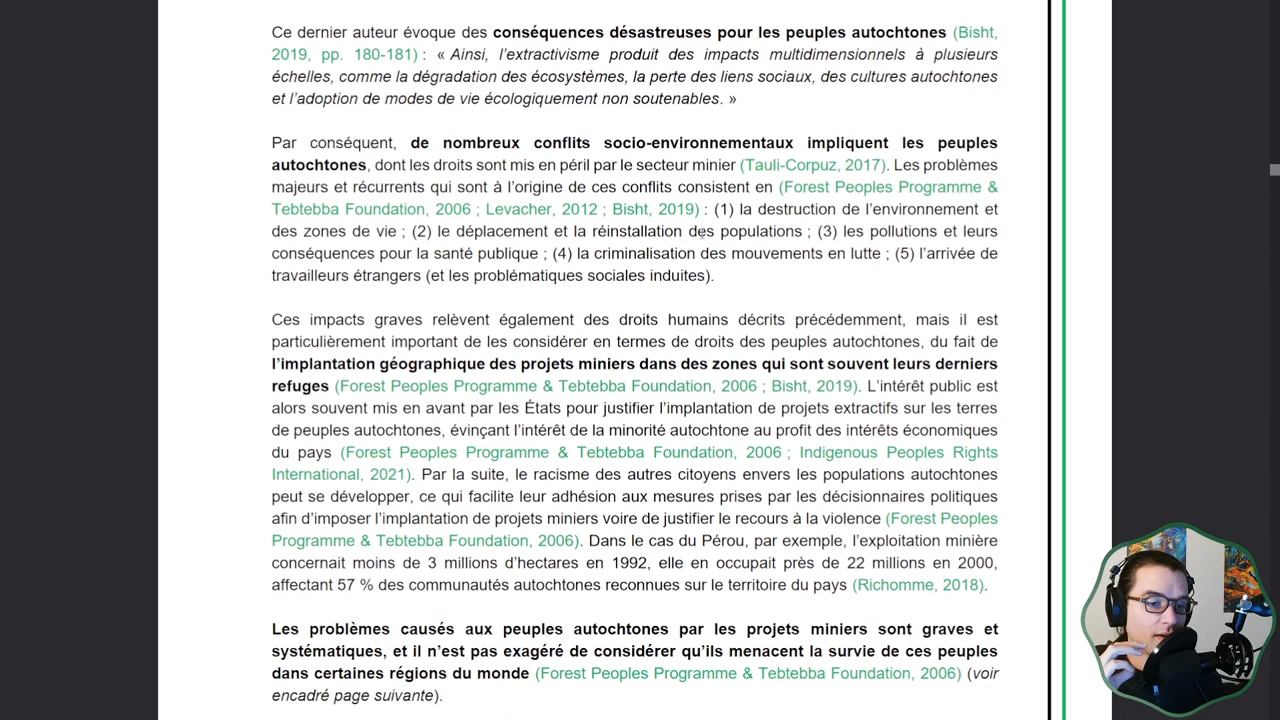 Ce dernier auteur évoque des conséquences désastreuses pour les peuples autochtones (Bisht,
2019, pp. 180-181) : « Ainsi, l'extractivisme produit des impacts multidimensionnels à plusieurs
échelles, comme la dégradation des écosystèmes, la perte des liens sociaux, des cultures autochtones
et l'adoption de modes de vie écologiquement non soutenables. »
Par conséquent, de nombreux conflits socio-environnementaux impliquent les peuples
autochtones, dont les droits sont mis en péril par le secteur minier (Tauli-Corpuz, 2017). Les problèmes
majeurs et récurrents qui sont à l'origine de ces conflits consistent en (Forest Peoples Programme &
Tebtebba Foundation, 2006 ; Levacher, 2012 ; Bisht, 2019) : (1) la destruction de l'environnement et
des zones de vie ; (2) le déplacement et la réinstallation des populations ; (3) les pollutions et leurs
conséquences pour la santé publique ; (4) la criminalisation des mouvements en lutte ; (5) l'arrivée de
travailleurs étrangers (et les problématiques sociales induites).
Ces impacts graves relèvent également des droits humains décrits précédemment, mais il est
particulièrement important de les considérer en termes de droits des peuples autochtones, du fait de
l'implantation géographique des projets miniers dans des zones qui sont souvent leurs derniers
refuges (Forest Peoples Programme & Tebtebba Foundation, 2006 ; Bisht, 2019). L'intérêt public est
alors souvent mis en avant par les États pour justifier l'implantation de projets extractifs sur les terres
de peuples autochtones, évinçant l'intérêt de la minorité autochtone au profit des intérêts économiques
du pays (Forest Peoples Programme & Tebtebba Foundation, 2006 ; Indigenous Peoples Rights
International, 2021). Par la suite, le racisme des autres citoyens envers les populations autochtones
peut se développer, ce qui facilite leur adhésion aux mesures prises par les décisionnaires politiques
afin d'imposer l'implantation de projets miniers voire de justifier le recours à la violence (Forest Peoples
Programme & Tebtebba Foundation, 2006). Dans le cas du Pérou, par exemple, l'exploitation minière
concernait moins de 3 millions d'hectares en 1992, elle en occupait près de 22 millions en 2000,
affectant 57 % des communautés autochtones reconnues sur le territoire du pays (Richomme, 2018).
Les problèmes causés aux peuples autochtones par les projets miniers sont graves et
systématiques, et il n'est pas exagéré de considérer qu'ils menacent la survie de ces peuples
dans certaines régions du monde (Forest Peoples Programme & Tebtebba Foundation, 2006) (voir
encadré page suivante).